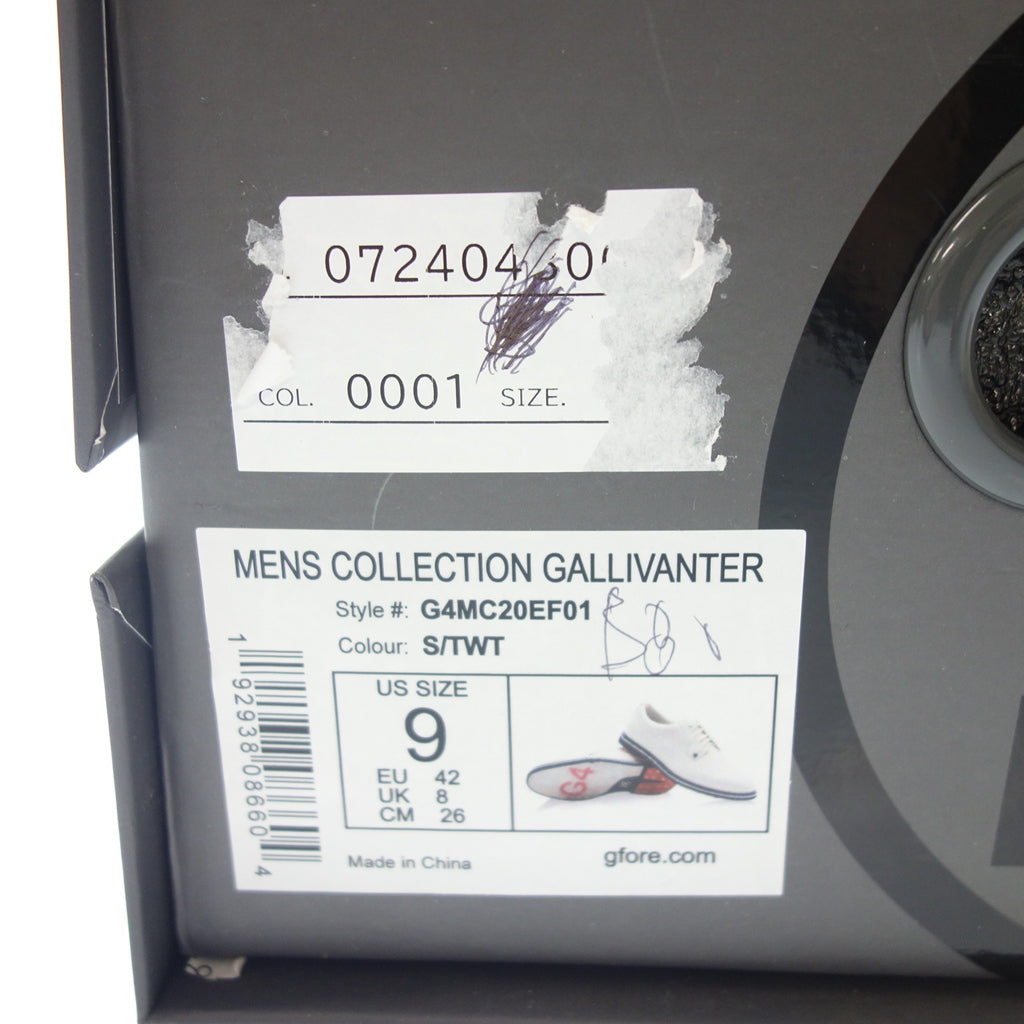 COL. 0001 SIZE.
MENS COLLECTION GALLIVANTER
Style #: G4MC20EF01
Colour: S/TWT
US SIZE
9
EU 42
UK 8
CM 26
G4
1 92938 08660 4
Made in China
gfore.com